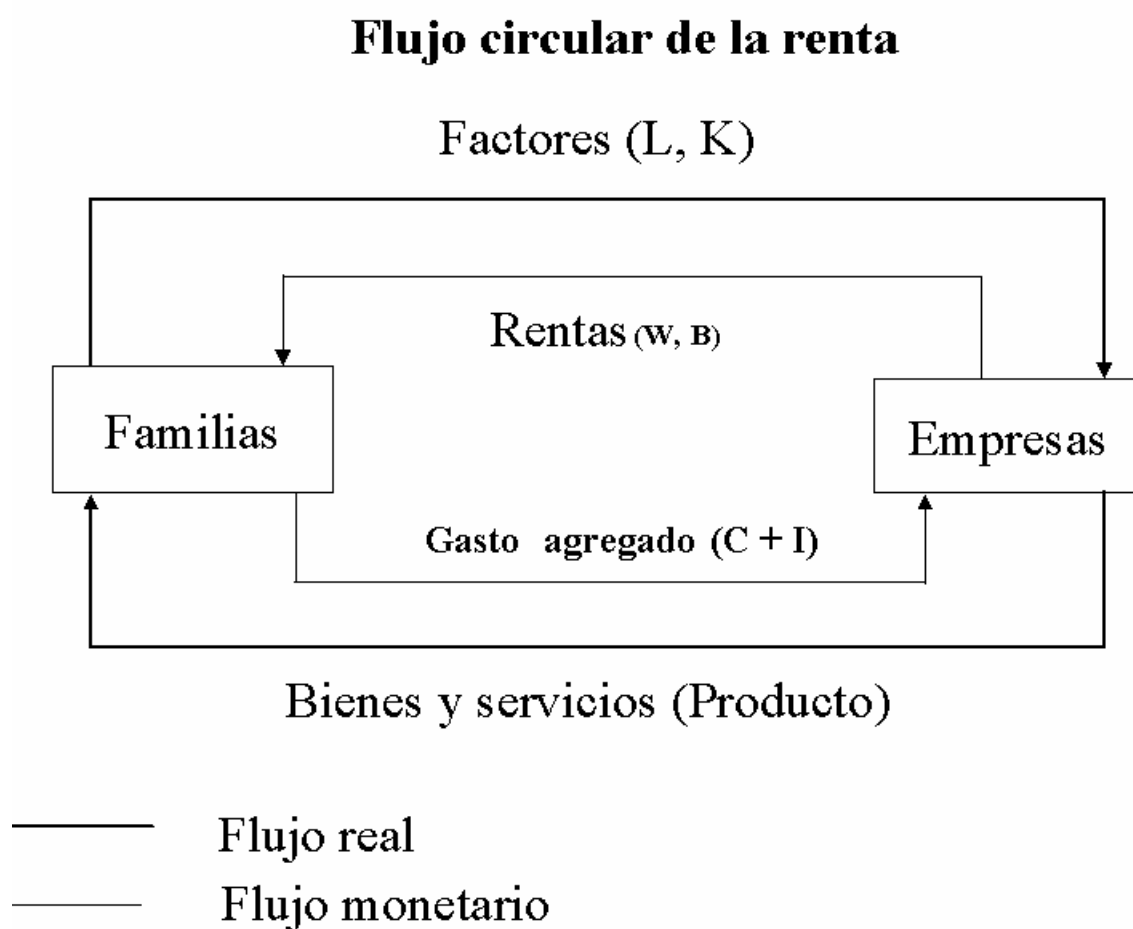 Flujo circular de la renta
Factores (L, K)
Rentas (W, B)
Familias
Empresas
Gasto agregado (C + I)
Bienes y servicios (Producto)
Flujo real
Flujo monetario